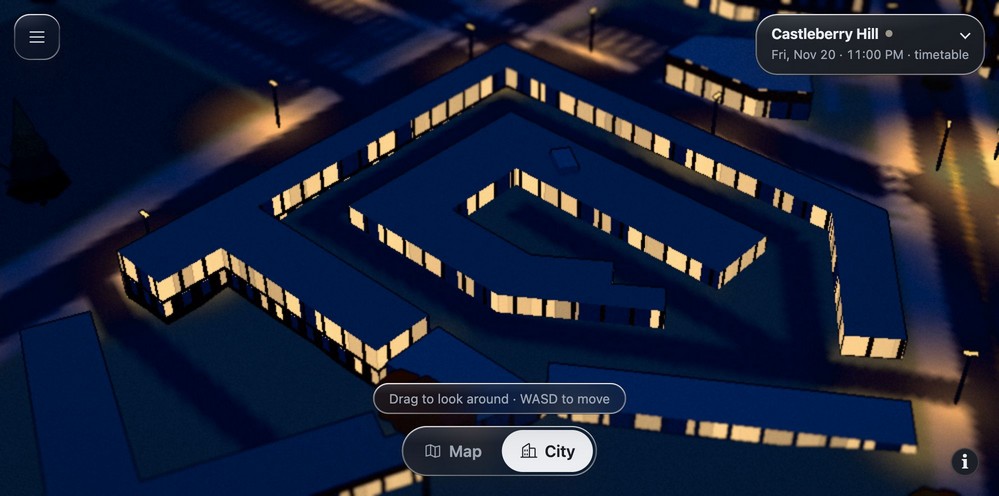 Castleberry Hill
Fri, Nov 20 · 11:00 PM · timetable
Drag to look around · WASD to move
Map
City